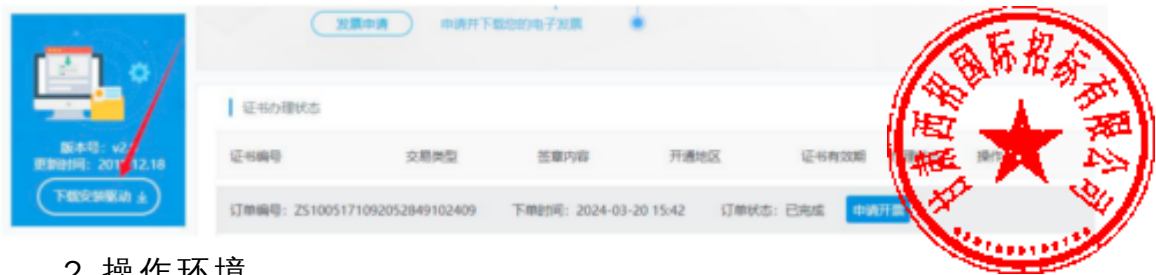 发票申请 申请并下载您的电子发票
证书办理状态
版本号：v2.
更新时间：201 12.18
下载安装驱动
证书编号 交易类型 签章内容 开通地区 证书有效期 操作
订单编号：ZS1005171092052849102409 下单时间：2024-03-20 15:42 订单状态：已完成 申请开票
甘肃西招国际招标有限公司
2 操作环境